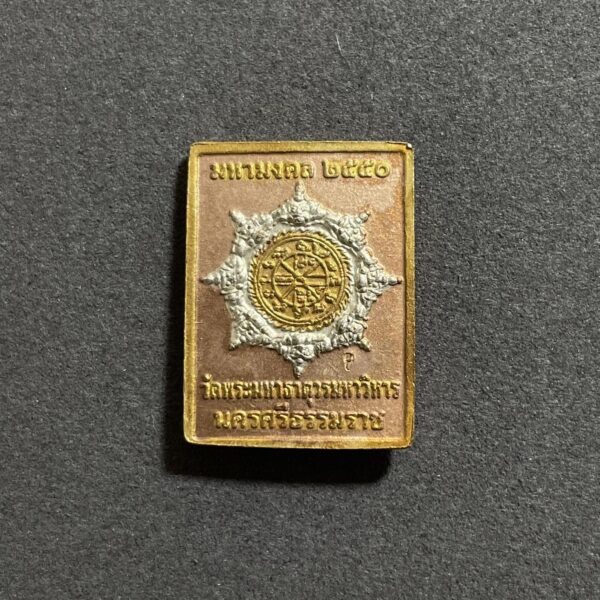 มหามงคล ๒๕๕๐
วัดพระมหาธาตุวรมหาวิหาร
นครศรีธรรมราช